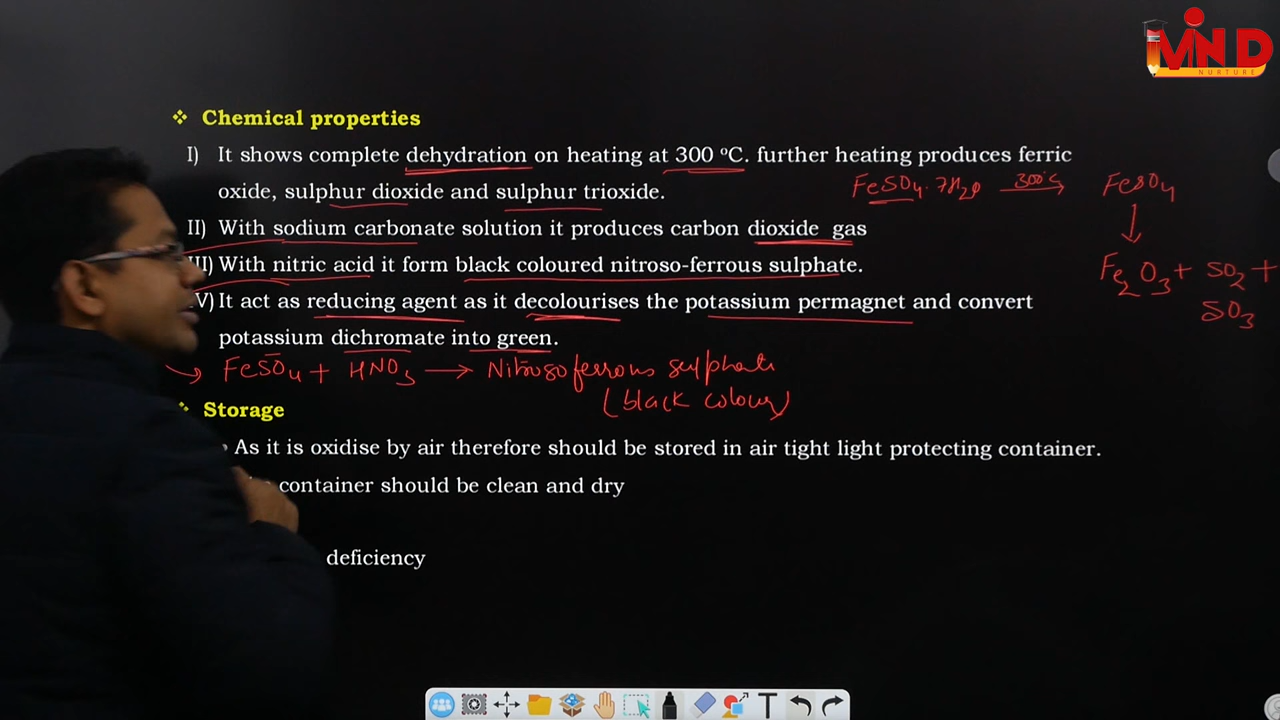 MIND
NURTURE
❖ Chemical properties
I) It shows complete dehydration on heating at 300 ºC. further heating produces ferric
oxide, sulphur dioxide and sulphur trioxide.
FeSO4. 7H2O 300°C FeSO4
II) With sodium carbonate solution it produces carbon dioxide gas
III) With nitric acid it form black coloured nitroso-ferrous sulphate.
Fe2O3 + SO2 +
SO3
V) It act as reducing agent as it decolourises the potassium permagnet and convert
potassium dichromate into green.
FeSO4 + HNO3 → Nitroso ferrous sulphate
(black colour)
Storage
As it is oxidise by air therefore should be stored in air tight light protecting container.
container should be clean and dry
deficiency
T